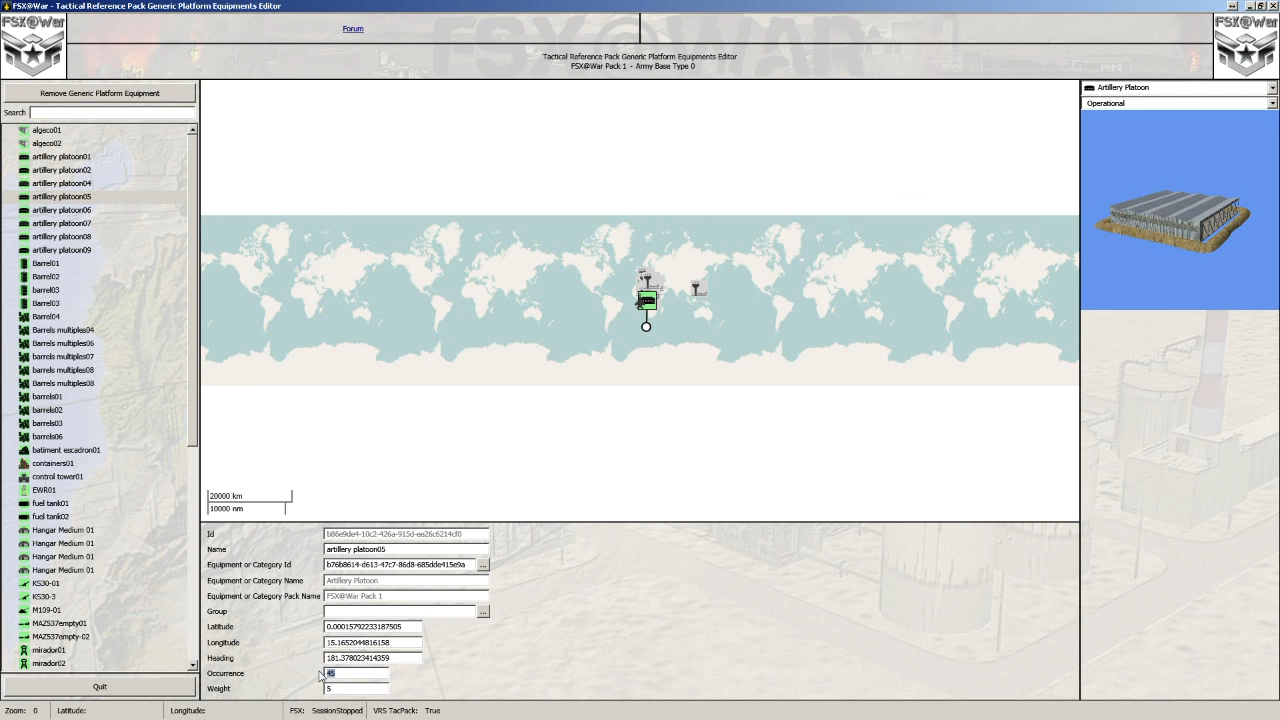 FSX@War - Tactical Reference Pack Generic Platform Equipments Editor
FSX@War
Forum
FSX@War
Tactical Reference Pack Generic Platform Equipments Editor
FSX@War Pack 1 - Army Base Type 0
Remove Generic Platform Equipment
Search
algeco01
algeco02
artillery platoon01
artillery platoon02
artillery platoon04
artillery platoon05
artillery platoon06
artillery platoon07
artillery platoon08
artillery platoon09
Barrel01
Barrel02
barrel03
Barrel03
Barrel04
Barrels multiples04
Barrels multiples06
barrels multiples07
barrels multiples08
Barrels multiples08
barrels01
barrels02
barrels03
barrels06
batiment escadron01
containers01
control tower01
EWR01
fuel tank01
fuel tank02
Hangar Medium 01
Hangar Medium 01
Hangar Medium 01
Hangar Medium 01
KS30-01
KS30-3
M109-01
MAZ537empty01
MAZ537empty-02
mirador01
mirador02
Quit
20000 km
10000 nm
Id b86e9de4-10c2-426a-915d-ea26c6214cf0
Name artillery platoon05
Equipment or Category Id b76b8614-d613-47c7-86d8-685dde415e9a ...
Equipment or Category Name Artillery Platoon
Equipment or Category Pack Name FSX@War Pack 1
Group ...
Latitude 0.00015792233187505
Longitude 15.1652044816158
Heading 181.378023414359
Occurrence 45
Weight 5
Artillery Platoon
Operational
Zoom: 0 Latitude: Longitude: FSX: SessionStopped VRS TacPack: True